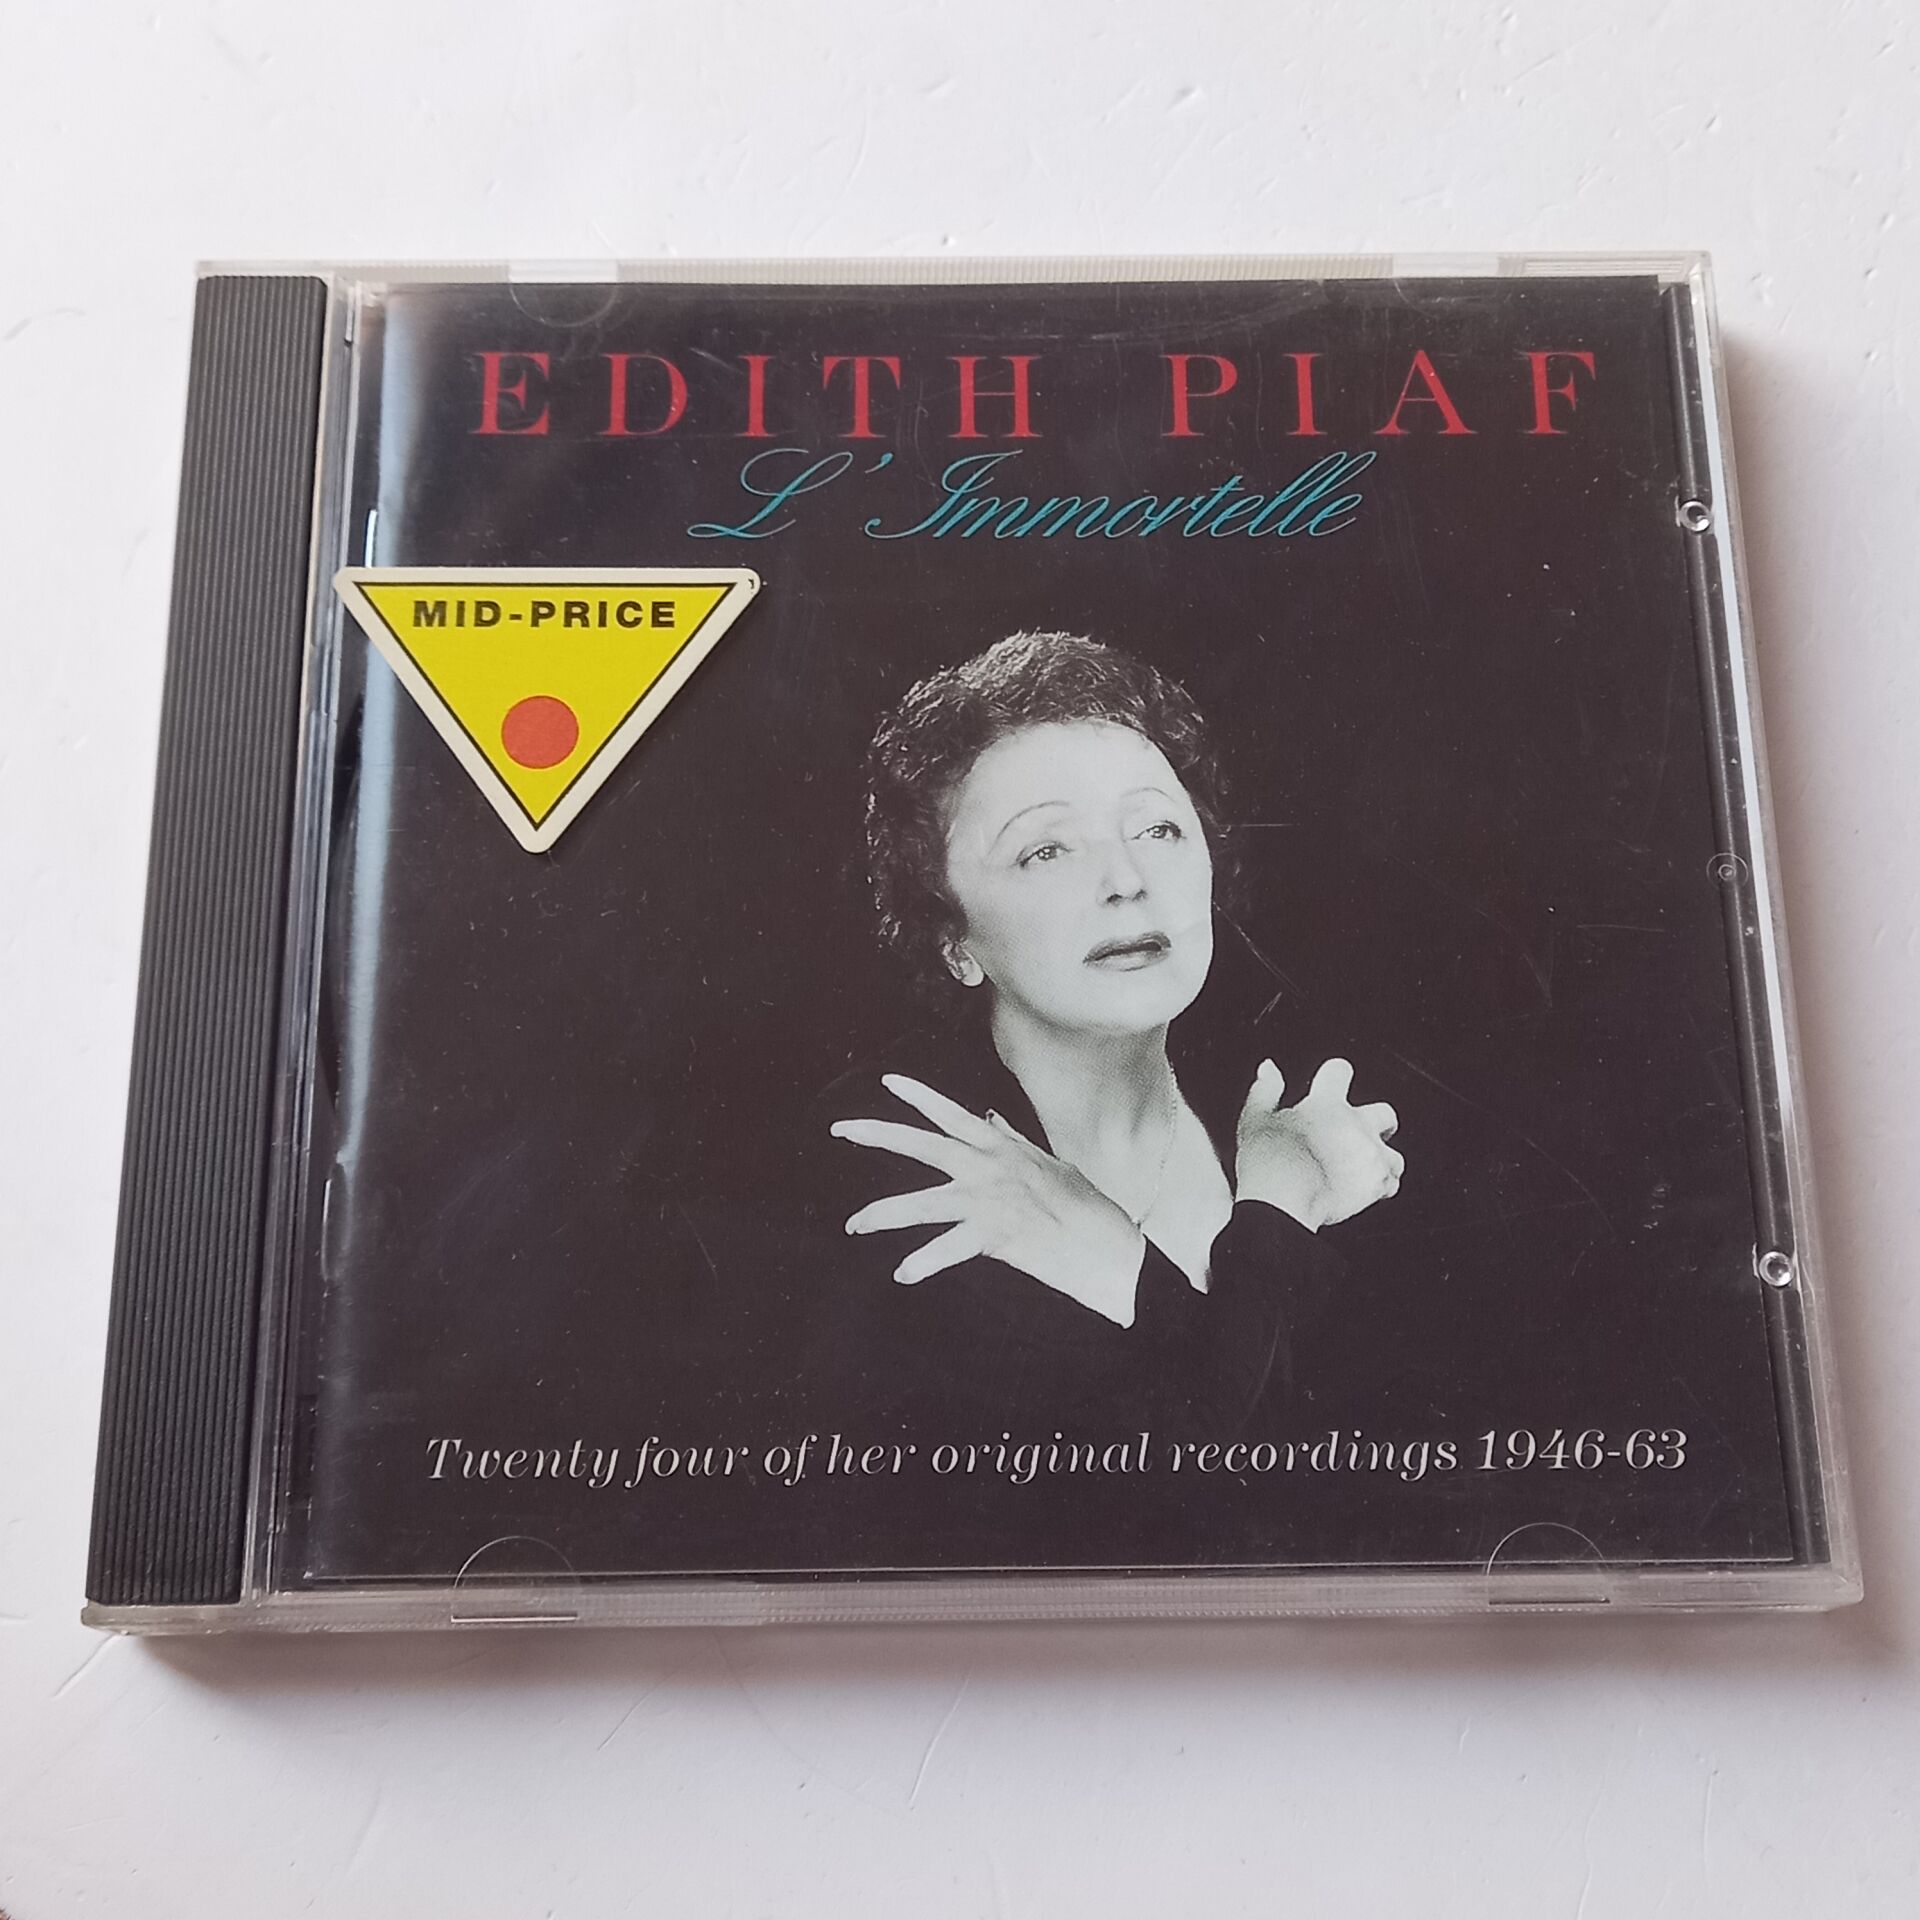 EDITH PIAF
L'Immortelle
MID-PRICE
Twenty four of her original recordings 1946-63